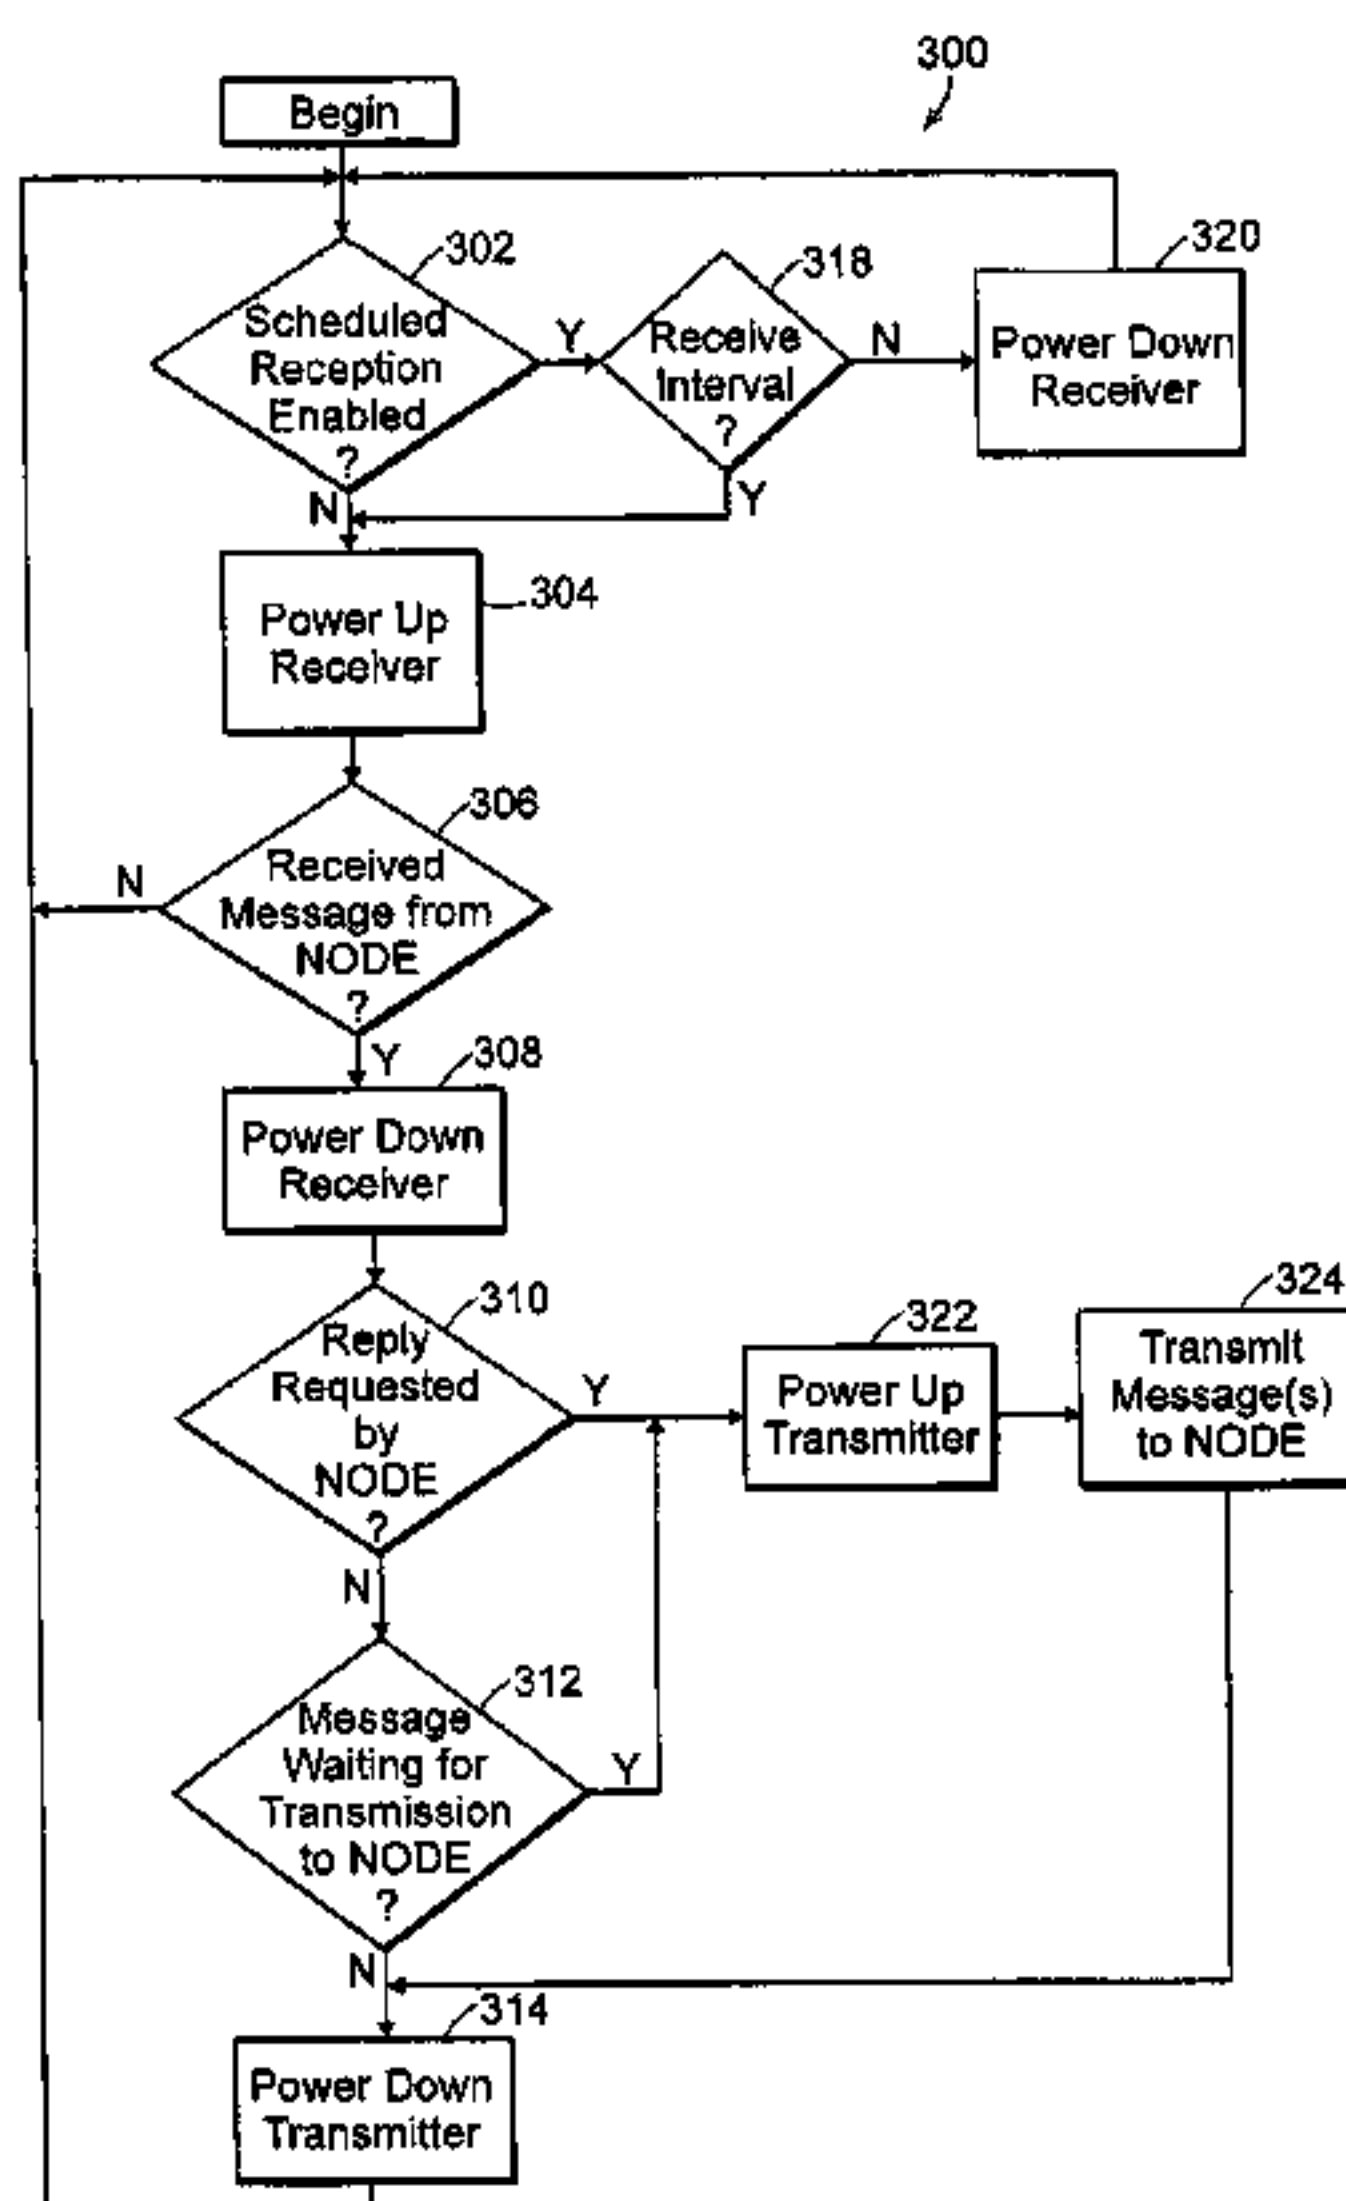 300
Begin
302
Scheduled
Reception
Enabled
?
Y
N
318
Receive
Interval
?
N
Y
320
Power Down
Receiver
304
Power Up
Receiver
306
Received
Message from
NODE
?
N
Y
308
Power Down
Receiver
310
Reply
Requested
by
NODE
?
Y
N
322
Power Up
Transmitter
324
Transmit
Message(s)
to NODE
312
Message
Waiting for
Transmission
to NODE
?
Y
N
314
Power Down
Transmitter